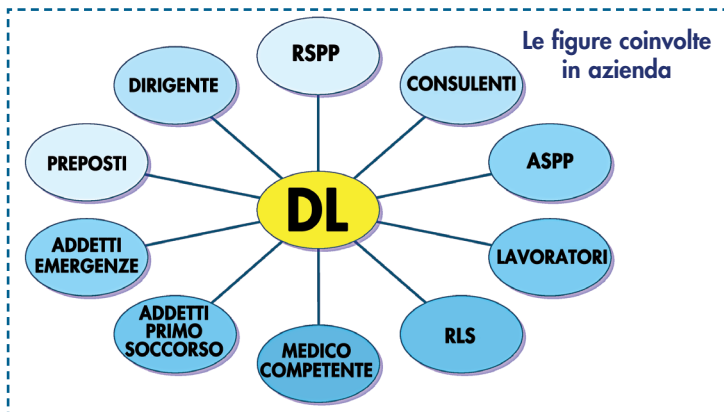 Le figure coinvolte
in azienda
RSPP
DIRIGENTE
CONSULENTI
PREPOSTI
ASPP
DL
ADDETTI
EMERGENZE
LAVORATORI
ADDETTI
PRIMO
SOCCORSO
MEDICO
COMPETENTE
RLS